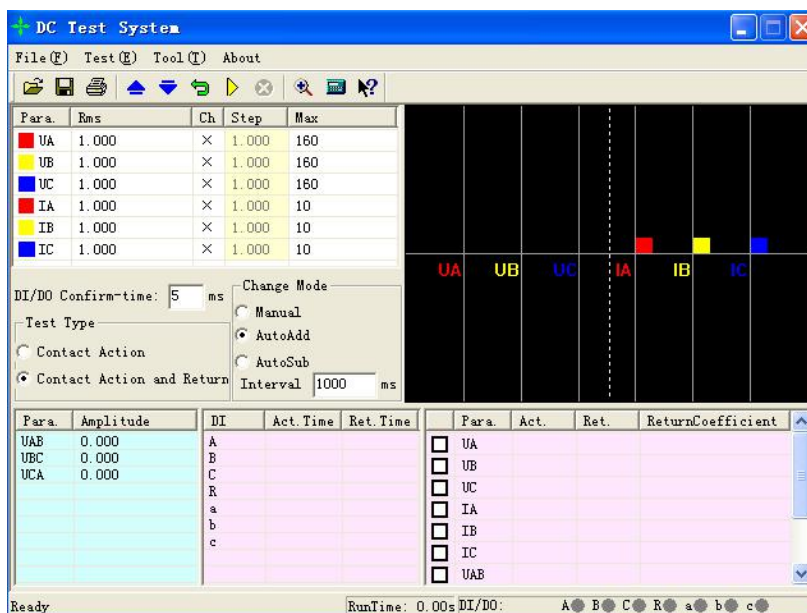 DC Test System
File(F) Test(E) Tool(T) About
Para. Rms Ch Step Max
UA 1.000 × 1.000 160
UB 1.000 × 1.000 160
UC 1.000 × 1.000 160
IA 1.000 × 1.000 10
IB 1.000 × 1.000 10
IC 1.000 × 1.000 10
UA UB UC IA IB IC
DI/DO Confirm-time: 5 ms
Change Mode
Manual
AutoAdd
AutoSub
Interval 1000 ms
Test Type
Contact Action
Contact Action and Return
Para. Amplitude
UAB 0.000
UBC 0.000
UCA 0.000
DI Act.Time Ret.Time
A
B
C
R
a
b
c
Para. Act. Ret. ReturnCoefficient
UA
UB
UC
IA
IB
IC
UAB
Ready RunTime: 0.00s DI/DO: A B C R a b c